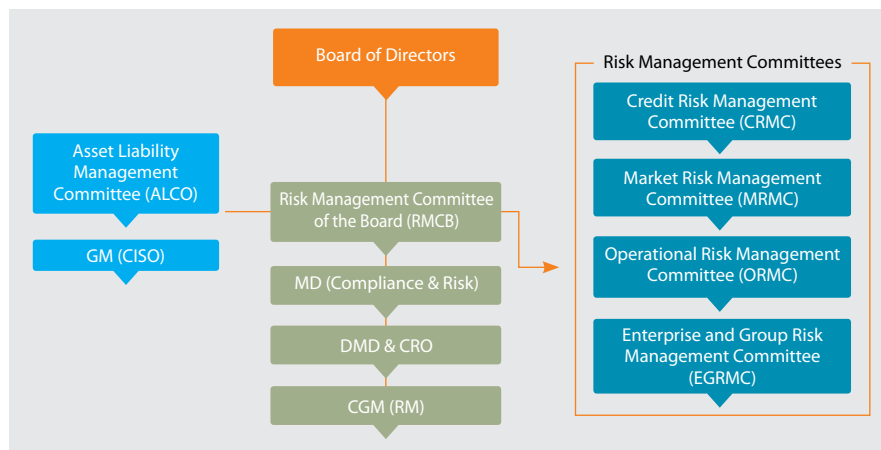 Board of Directors
Asset Liability
Management
Committee (ALCO)
GM (CISO)
Risk Management Committee
of the Board (RMCB)
MD (Compliance & Risk)
DMD & CRO
CGM (RM)
Risk Management Committees
Credit Risk Management
Committee (CRMC)
Market Risk Management
Committee (MRMC)
Operational Risk Management
Committee (ORMC)
Enterprise and Group Risk
Management Committee
(EGRMC)